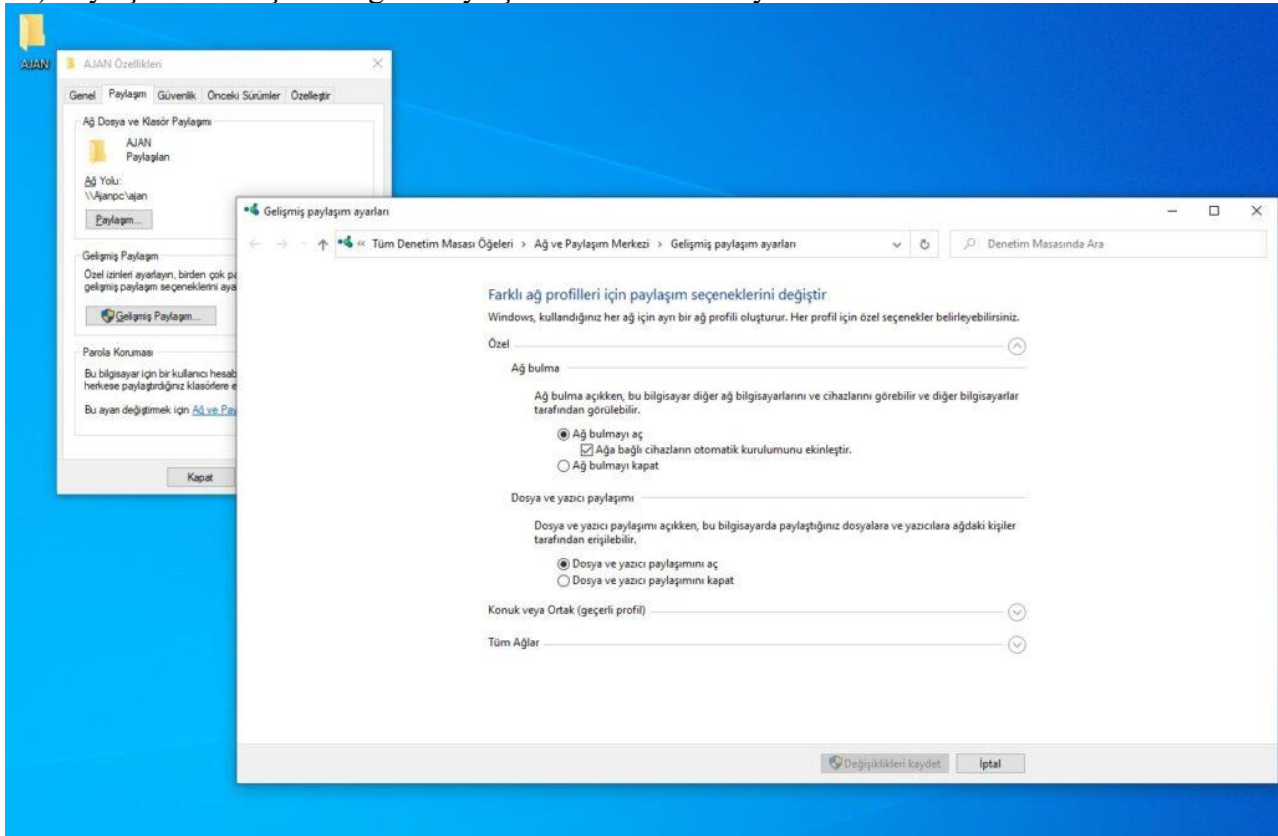 AJAN
AJAN Özellikleri
Genel Paylaşım Güvenlik Önceki Sürümler Özelleştir
Ağ Dosya ve Klasör Paylaşımı
AJAN
Paylaşılan
Ağ Yolu:
\\Ajanpc\ajan
Paylaşım...
Gelişmiş Paylaşım
Özel izinleri ayarlayın, birden çok pa
gelişmiş paylaşım seçeneklerini aya
Gelişmiş Paylaşım...
Parola Koruması
Bu bilgisayar için bir kullanıcı hesab
herkese paylaştırdığınız klasörlere e
Bu ayarı değiştirmek için Ağ ve Pay
Kapat
Gelişmiş paylaşım ayarları
« Tüm Denetim Masası Öğeleri > Ağ ve Paylaşım Merkezi > Gelişmiş paylaşım ayarları
Denetim Masasında Ara
Farklı ağ profilleri için paylaşım seçeneklerini değiştir
Windows, kullandığınız her ağ için ayrı bir ağ profili oluşturur. Her profil için özel seçenekler belirleyebilirsiniz.
Özel
Ağ bulma
Ağ bulma açıkken, bu bilgisayar diğer ağ bilgisayarlarını ve cihazlarını görebilir ve diğer bilgisayarlar
tarafından görülebilir.
Ağ bulmayı aç
Ağa bağlı cihazların otomatik kurulumunu etkinleştir.
Ağ bulmayı kapat
Dosya ve yazıcı paylaşımı
Dosya ve yazıcı paylaşımı açıkken, bu bilgisayarda paylaştığınız dosyalara ve yazıcılara ağdaki kişiler
tarafından erişilebilir.
Dosya ve yazıcı paylaşımını aç
Dosya ve yazıcı paylaşımını kapat
Konuk veya Ortak (geçerli profil)
Tüm Ağlar
Değişiklikleri kaydet
İptal